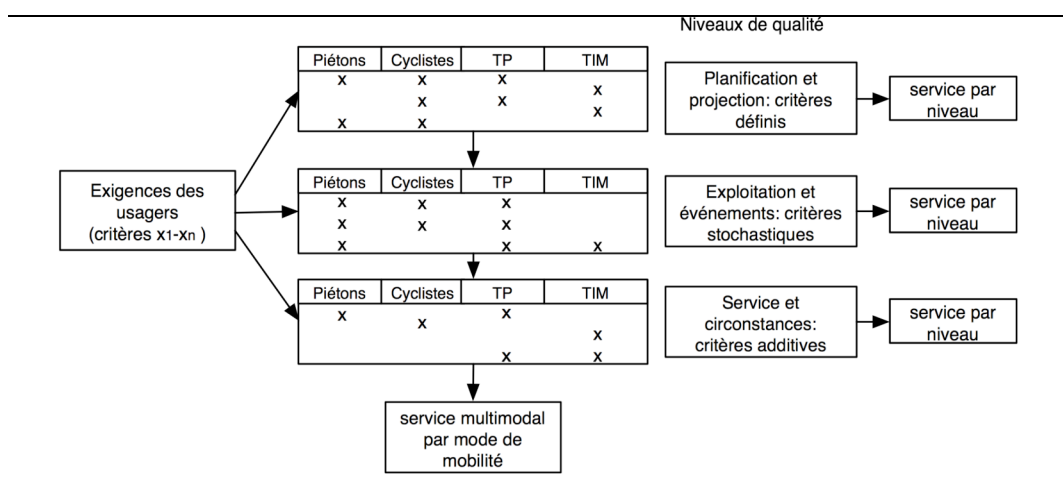 Niveaux de qualité
Piétons Cyclistes TP TIM
x x x
x
x x
x
x x
Planification et
projection: critères
définis
service par
niveau
Exigences des
usagers
(critères x1-xn )
Piétons Cyclistes TP TIM
x x x
x x x
x x x
Exploitation et
événements: critères
stochastiques
service par
niveau
Piétons Cyclistes TP TIM
x x
x
x
x x
Service et
circonstances:
critères additives
service par
niveau
service multimodal
par mode de
mobilité